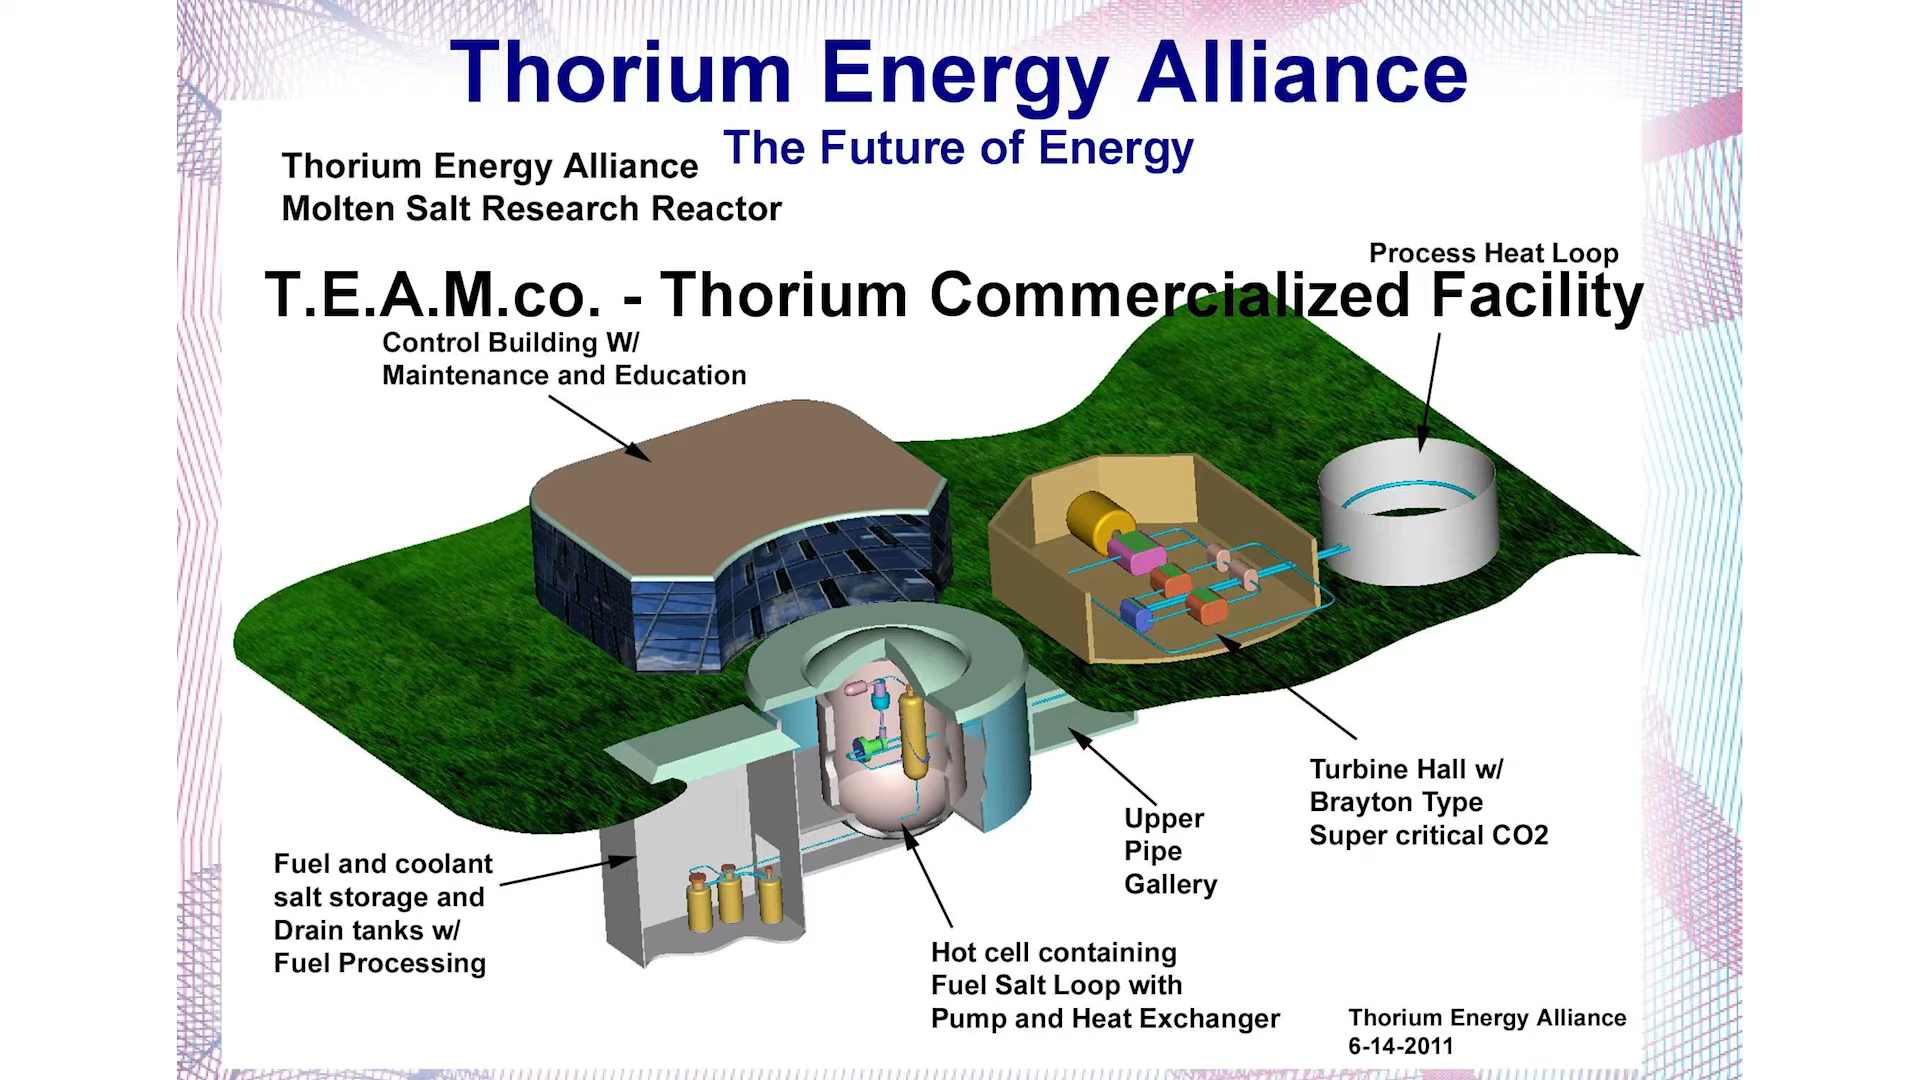 Thorium Energy Alliance
The Future of Energy
Thorium Energy Alliance
Molten Salt Research Reactor
Process Heat Loop
T.E.A.M.co. - Thorium Commercialized Facility
Control Building W/
Maintenance and Education
Turbine Hall w/
Brayton Type
Super critical CO2
Upper
Pipe
Gallery
Fuel and coolant
salt storage and
Drain tanks w/
Fuel Processing
Hot cell containing
Fuel Salt Loop with
Pump and Heat Exchanger
Thorium Energy Alliance
6-14-2011